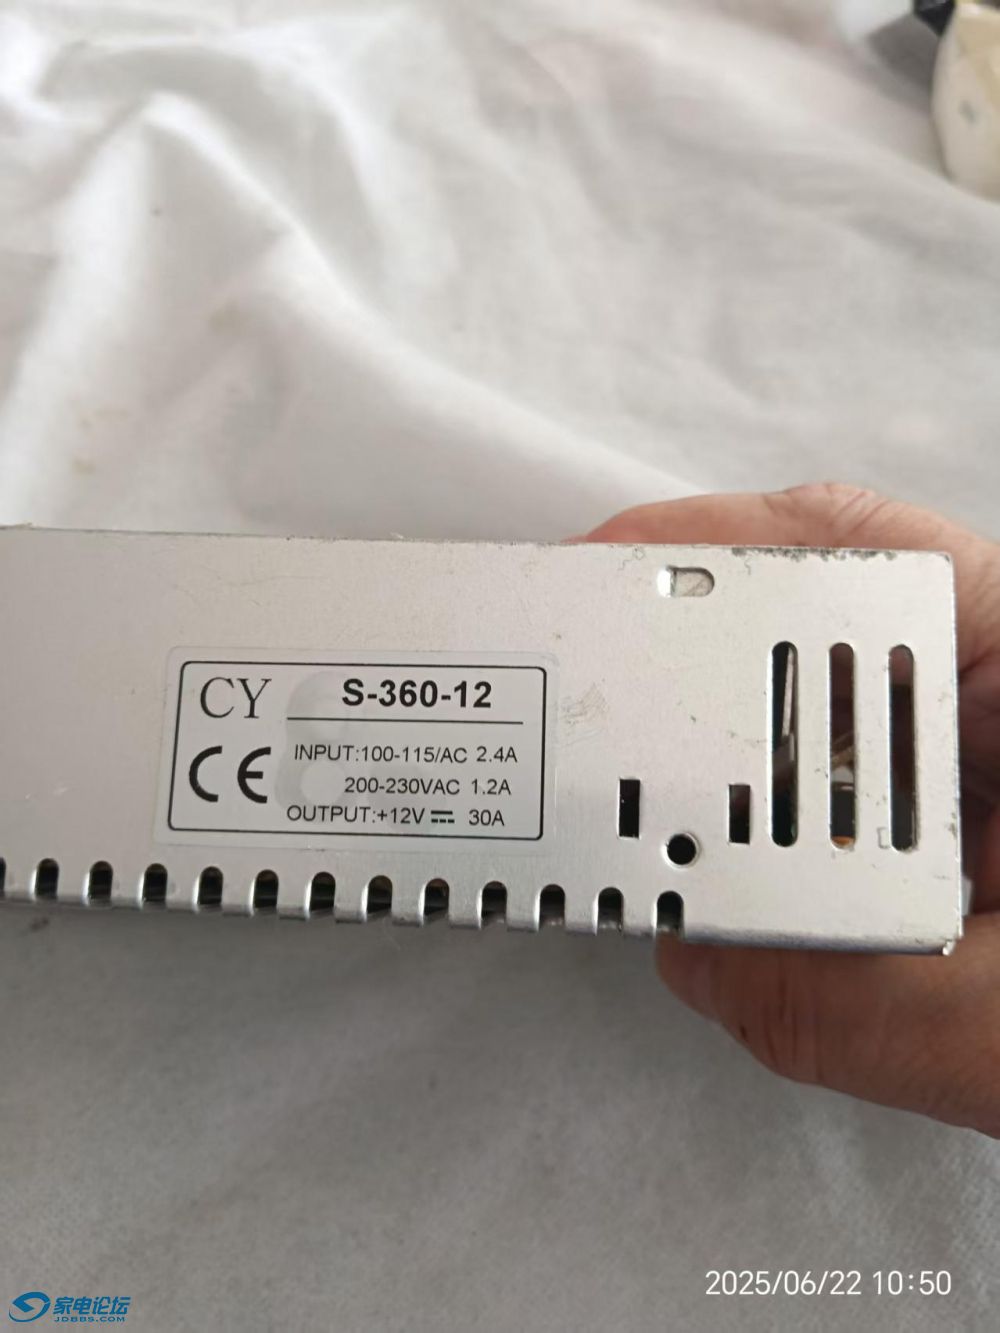 CY
S-360-12
CE
INPUT:100-115/AC 2.4A
200-230VAC 1.2A
OUTPUT:+12V⎓ 30A
2025/06/22 10:50
家电论坛
JDBBS.COM